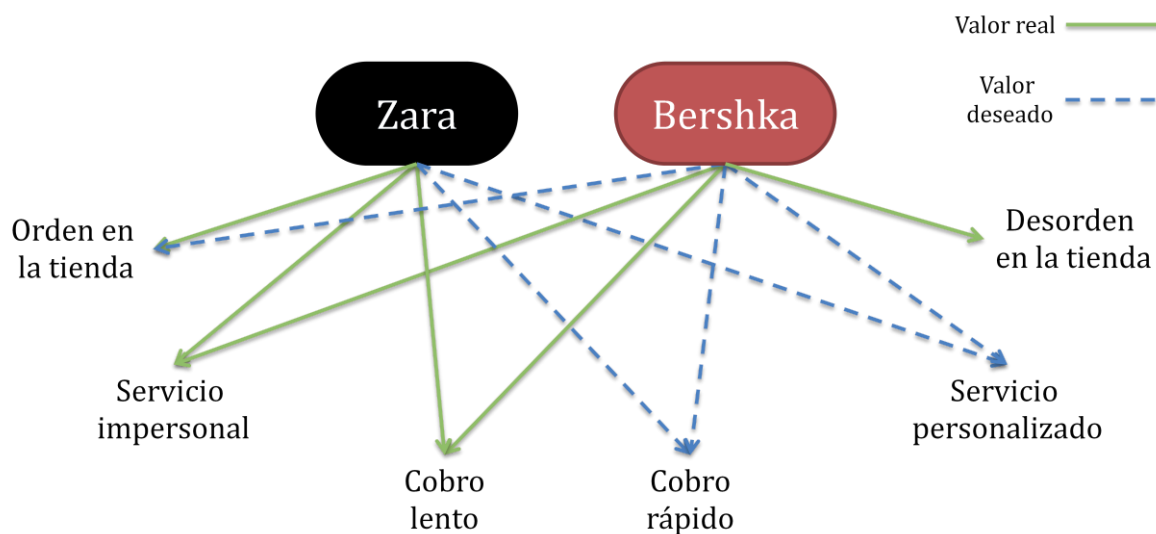 Valor real
Zara
Bershka
Valor
deseado
Orden en
la tienda
Desorden
en la tienda
Servicio
impersonal
Cobro
lento
Cobro
rápido
Servicio
personalizado